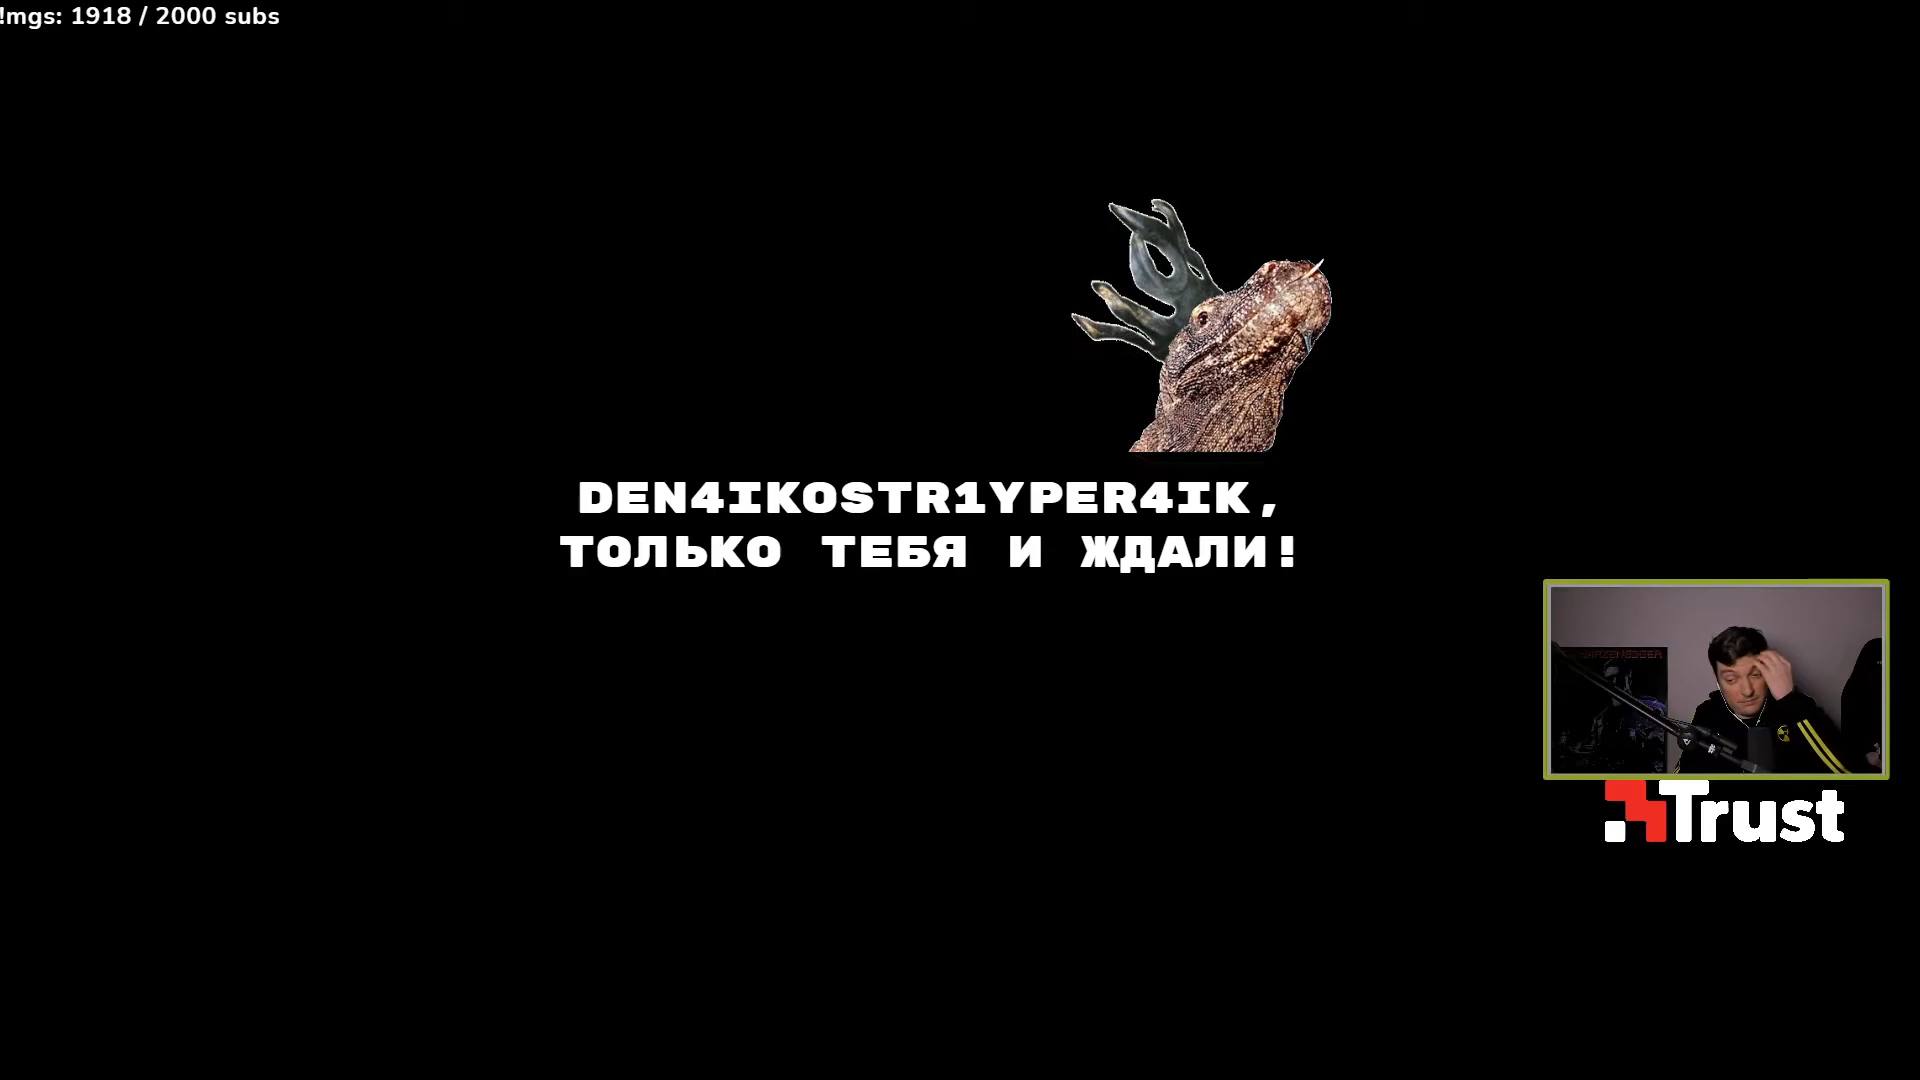 !mgs: 1918 / 2000 subs
DEN4IKOSTR1YPER4IK,
ТОЛЬКО ТЕБЯ И ЖДАЛИ!
Trust